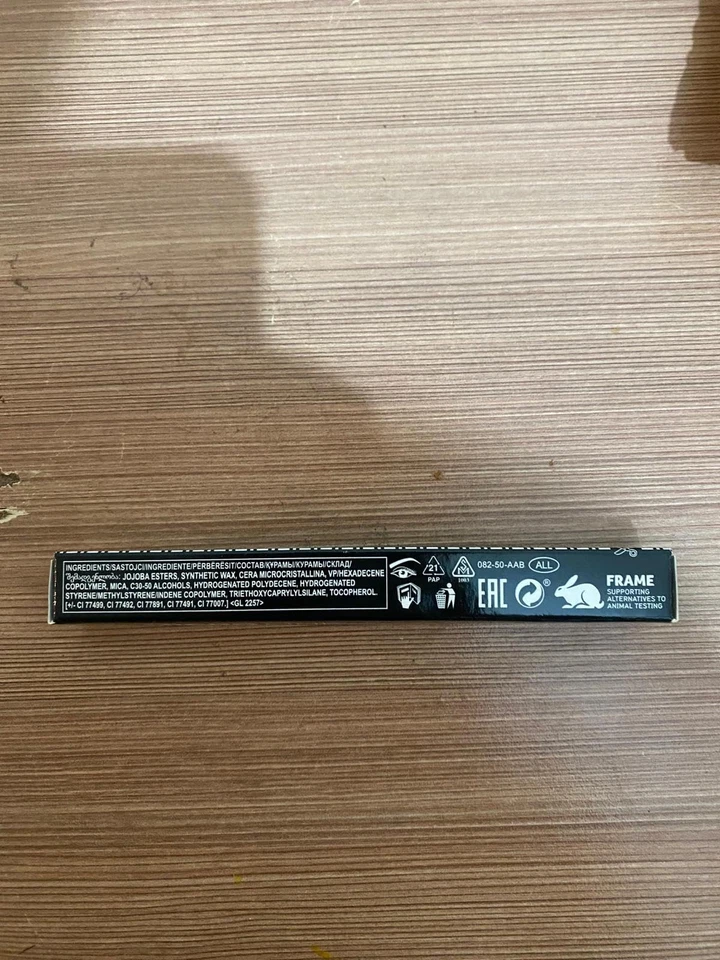 INGREDIENTS/SASTOJCI/INGREDIENTE/PËRBËRËSIT/СОСТАВ/ҚҰРАМЫ/КУРАМЫ/СКЛАД/
შემადგენლობა: JOJOBA ESTERS, SYNTHETIC WAX, CERA MICROCRISTALLINA, VP/HEXADECENE
COPOLYMER, MICA, C30-50 ALCOHOLS, HYDROGENATED POLYDECENE, HYDROGENATED
STYRENE/METHYLSTYRENE/INDENE COPOLYMER, TRIETHOXYCAPRYLYLSILANE, TOCOPHEROL.
[+/- CI 77499, CI 77492, CI 77891, CI 77491, CI 77007.] <GL 2257>
21
PAP
082-50-AAB ALL
EAC
®
FRAME
SUPPORTING
ALTERNATIVES TO
ANIMAL TESTING